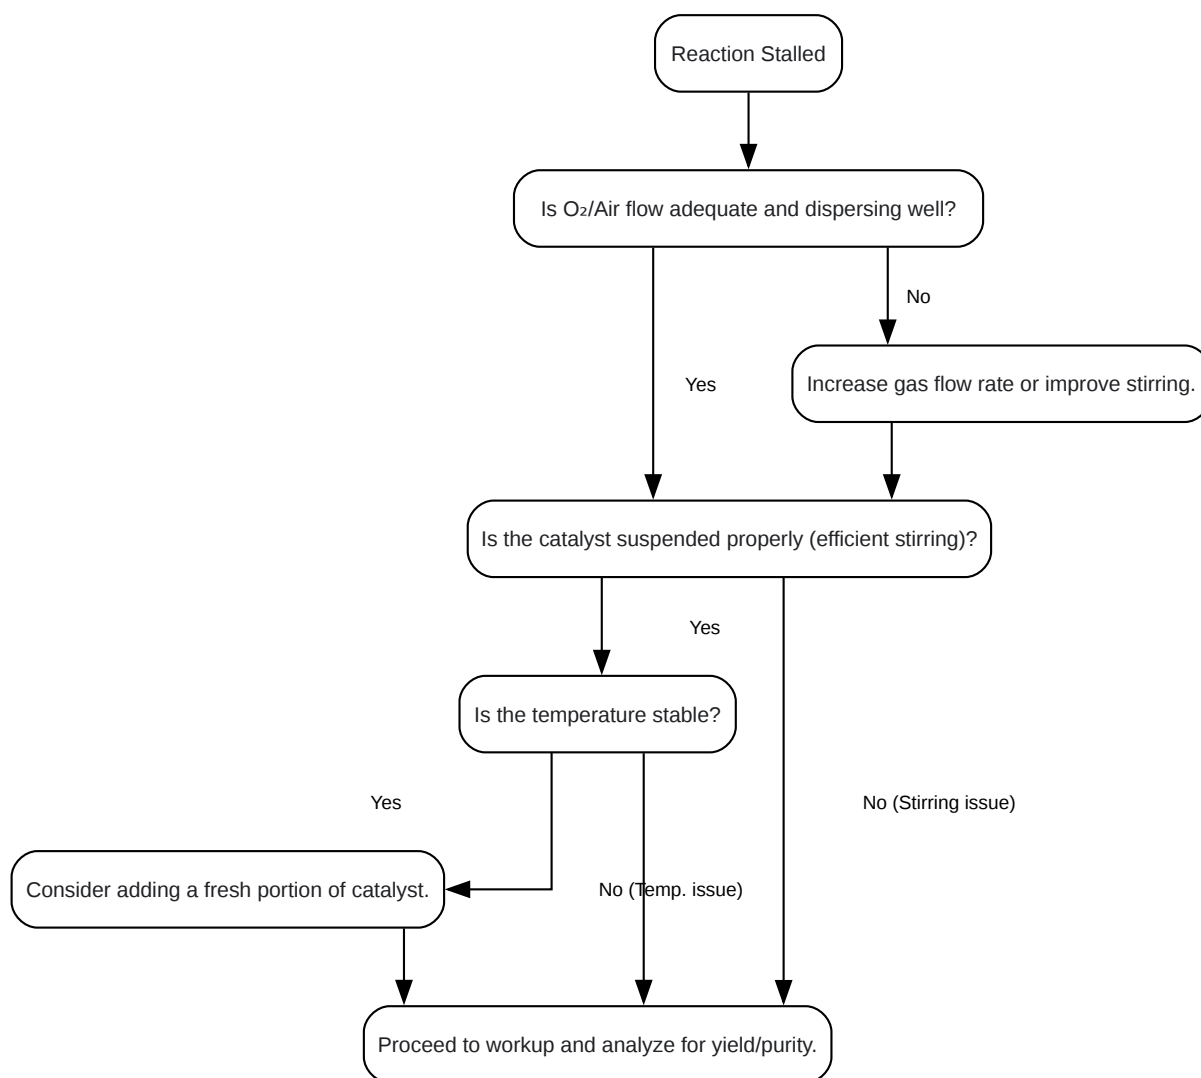 Reaction Stalled
Is O₂/Air flow adequate and dispersing well?
No
Increase gas flow rate or improve stirring.
Yes
Is the catalyst suspended properly (efficient stirring)?
Yes
Is the temperature stable?
Yes
No (Stirring issue)
Consider adding a fresh portion of catalyst.
No (Temp. issue)
Proceed to workup and analyze for yield/purity.